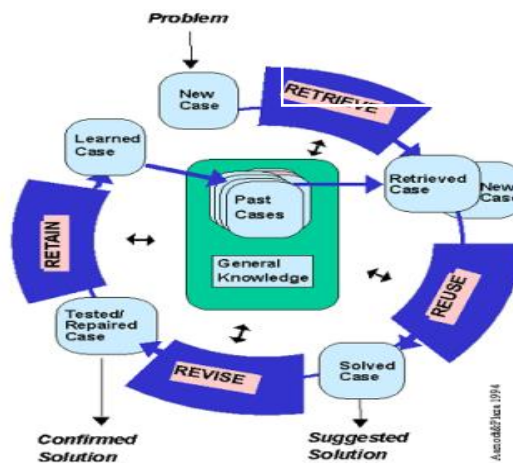 Problem
New
Case
RETRIEVE
Learned
Case
Past
Cases
Retrieved
Case
New
Case
RETAIN
General
Knowledge
REUSE
Tested/
Repaired
Case
REVISE
Solved
Case
Confirmed
Solution
Suggested
Solution
Aamodt&Plaza 1994